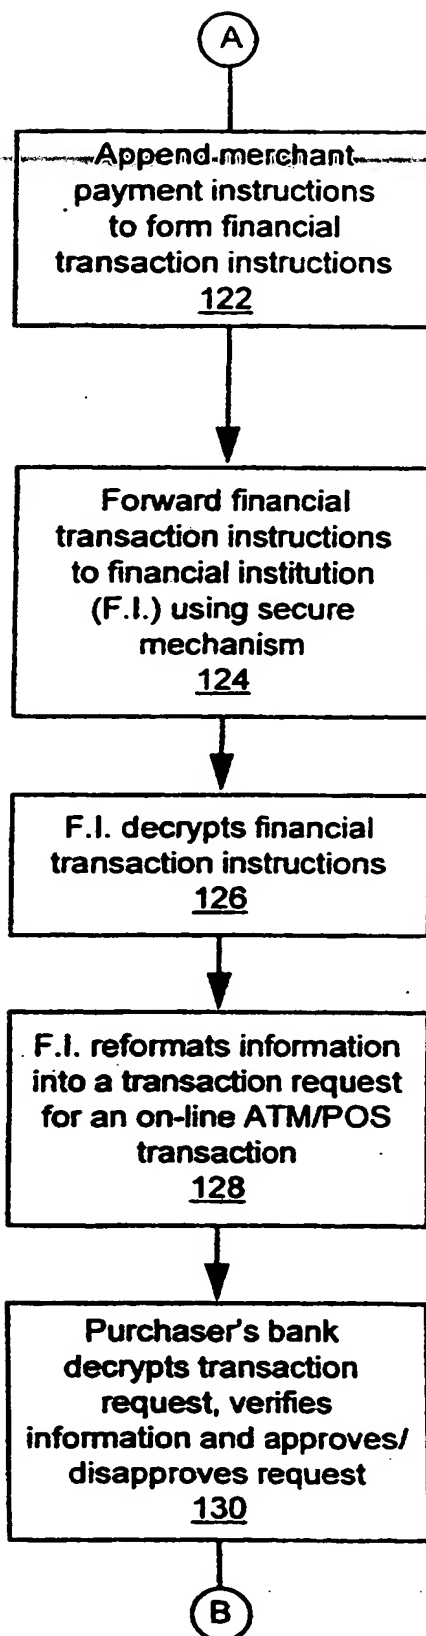 A
Append merchant
payment instructions
to form financial
transaction instructions
122
Forward financial
transaction instructions
to financial institution
(F.I.) using secure
mechanism
124
F.I. decrypts financial
transaction instructions
126
F.I. reformats information
into a transaction request
for an on-line ATM/POS
transaction
128
Purchaser's bank
decrypts transaction
request, verifies
information and approves/
disapproves request
130
B